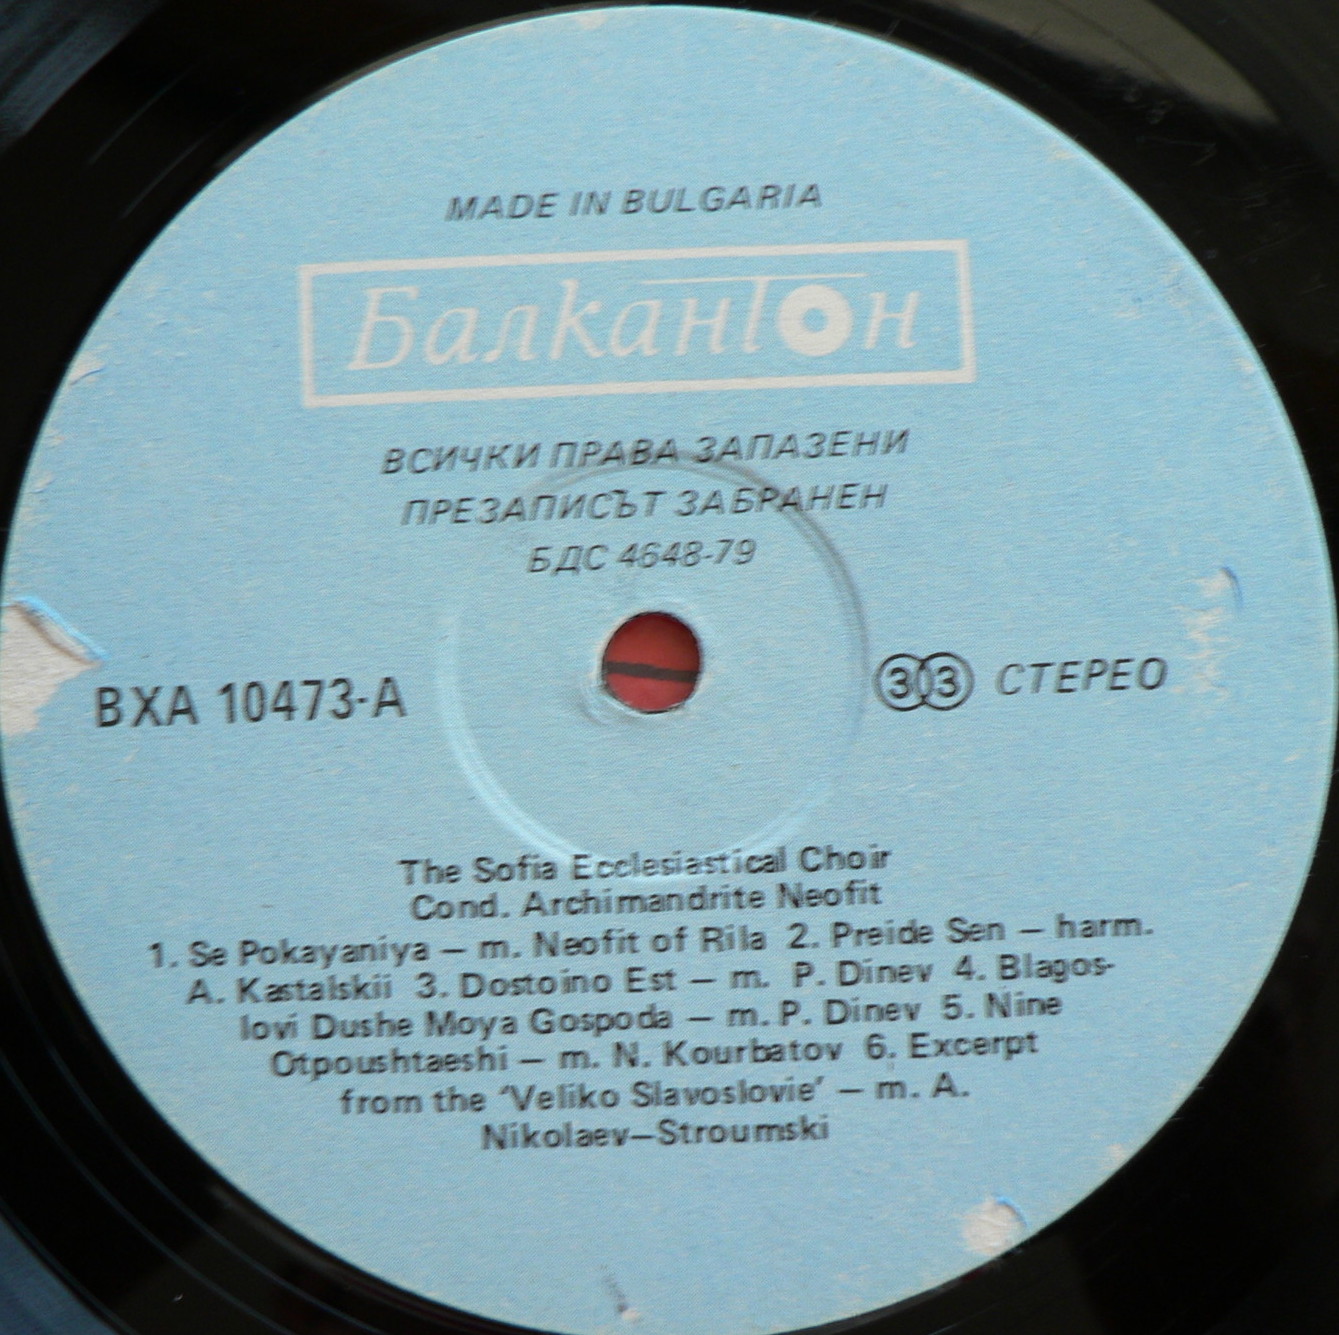 MADE IN BULGARIA
Балкантон
ВСИЧКИ ПРАВА ЗАПАЗЕНИ
ПРЕЗАПИСЪТ ЗАБРАНЕН
БДС 4648-79
ВХА 10473-А
33 СТЕРЕО
The Sofia Ecclesiastical Choir
Cond. Archimandrite Neofit
1. Se Pokayaniya — m. Neofit of Rila 2. Preide Sen — harm.
A. Kastalskii 3. Dostoino Est — m. P. Dinev 4. Blagos-
lovi Dushe Moya Gospoda — m. P. Dinev 5. Nine
Otpoushtaeshi — m. N. Kourbatov 6. Excerpt
from the 'Veliko Slavoslovie' — m. A.
Nikolaev—Stroumski